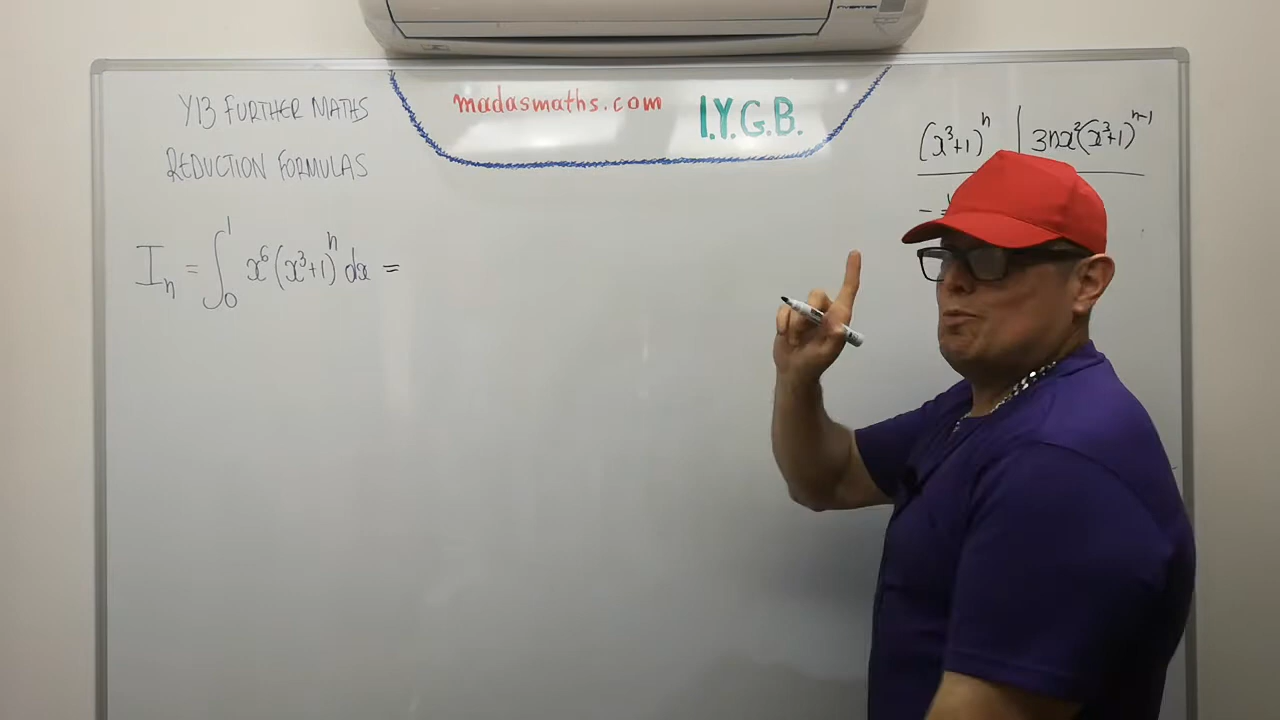 Y13 FURTHER MATHS
REDUCTION FORMULAS
madasmaths.com
I.Y.G.B.
(x³+1)ⁿ | 3nx²(x³+1)ⁿ⁻¹
Iₙ = ∫₀¹ x⁶(x³+1)ⁿ dx =
INVERTER